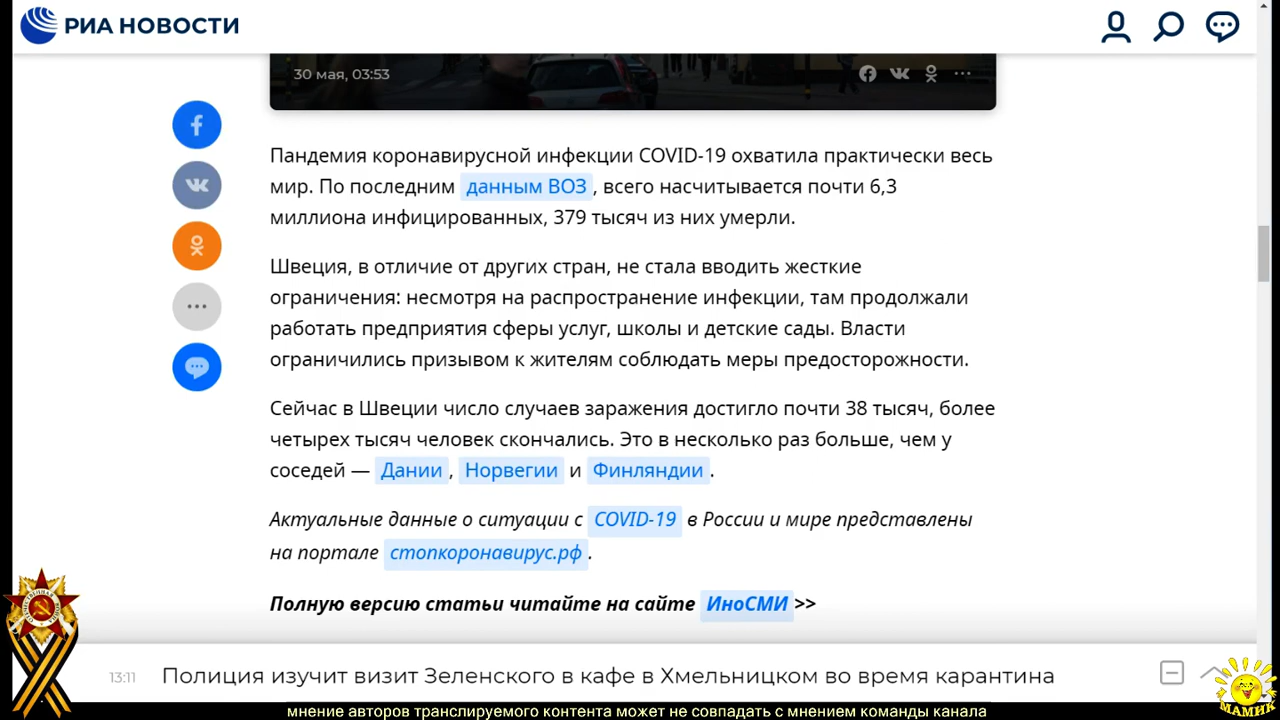 РИА НОВОСТИ
30 мая, 03:53
Пандемия коронавирусной инфекции COVID-19 охватила практически весь
мир. По последним данным ВОЗ, всего насчитывается почти 6,3
миллиона инфицированных, 379 тысяч из них умерли.
Швеция, в отличие от других стран, не стала вводить жесткие
ограничения: несмотря на распространение инфекции, там продолжали
работать предприятия сферы услуг, школы и детские сады. Власти
ограничились призывом к жителям соблюдать меры предосторожности.
Сейчас в Швеции число случаев заражения достигло почти 38 тысяч, более
четырех тысяч человек скончались. Это в несколько раз больше, чем у
соседей — Дании, Норвегии и Финляндии.
Актуальные данные о ситуации с COVID-19 в России и мире представлены
на портале стопкоронавирус.рф.
Полную версию статьи читайте на сайте ИноСМИ >>
13:11 Полиция изучит визит Зеленского в кафе в Хмельницком во время карантина
МАМИК
мнение авторов транслируемого контента может не совпадать с мнением команды канала